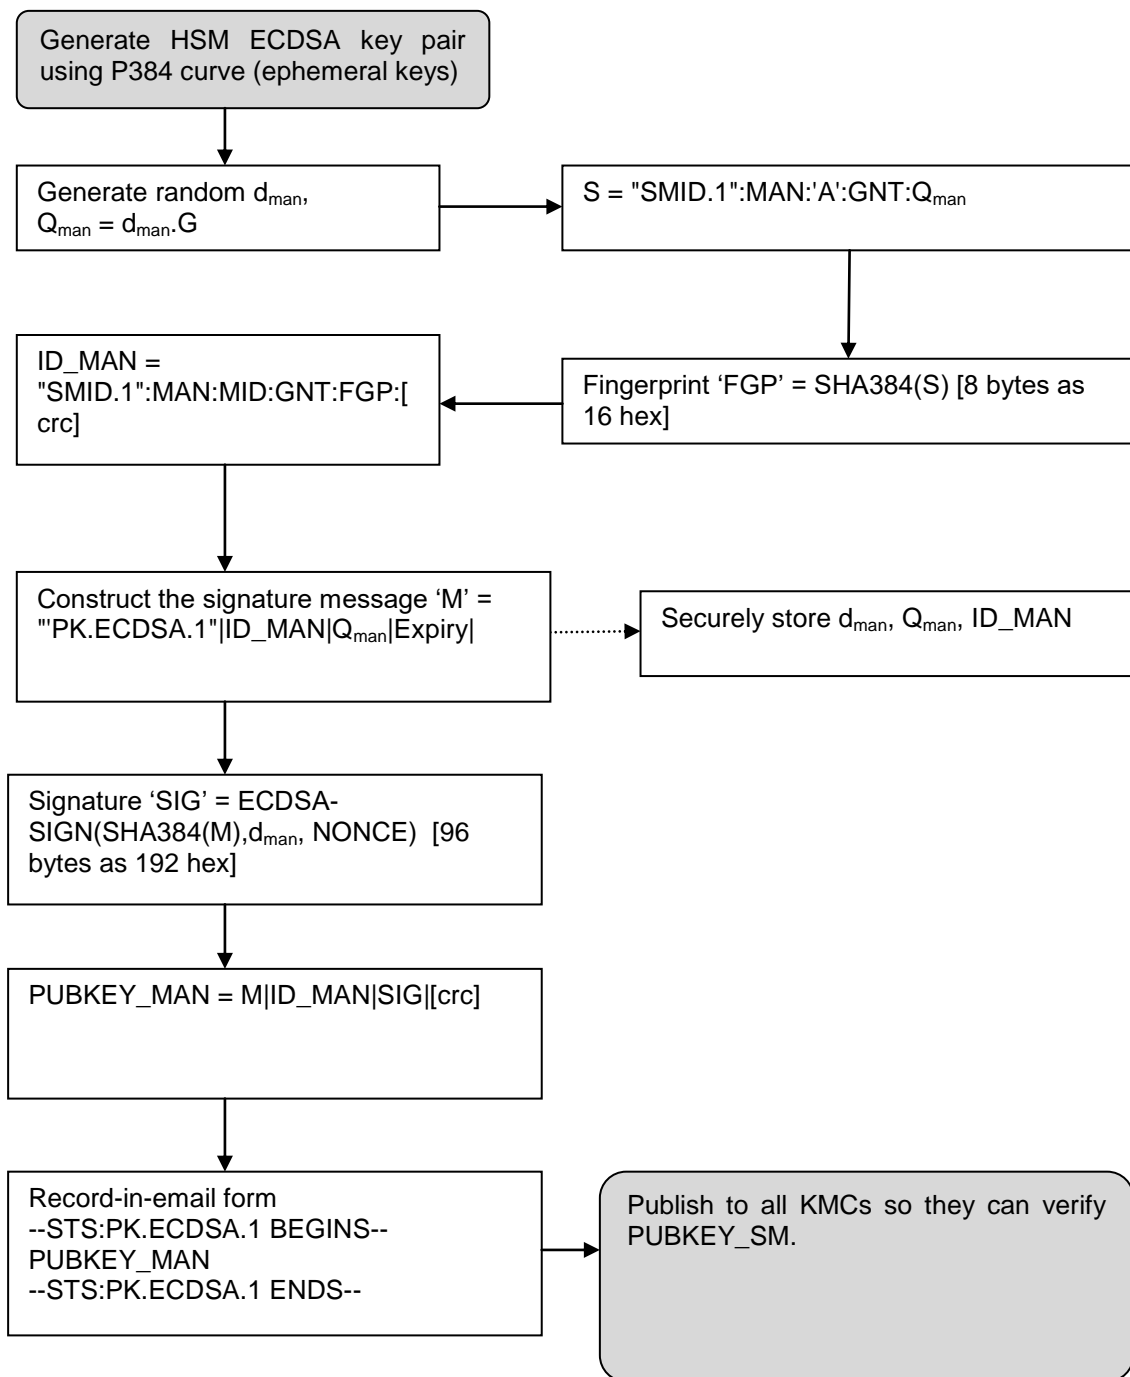 Generate HSM ECDSA key pair
using P384 curve (ephemeral keys)
Generate random dman,
Qman = dman.G
S = "SMID.1":MAN:'A':GNT:Qman
ID_MAN =
"SMID.1":MAN:MID:GNT:FGP:[
crc]
Fingerprint ‘FGP’ = SHA384(S) [8 bytes as
16 hex]
Construct the signature message ‘M’ =
"'PK.ECDSA.1"|ID_MAN|Qman|Expiry|
Securely store dman, Qman, ID_MAN
Signature ‘SIG’ = ECDSA-
SIGN(SHA384(M),dman, NONCE) [96
bytes as 192 hex]
PUBKEY_MAN = M|ID_MAN|SIG|[crc]
Record-in-email form
--STS:PK.ECDSA.1 BEGINS--
PUBKEY_MAN
--STS:PK.ECDSA.1 ENDS--
Publish to all KMCs so they can verify
PUBKEY_SM.